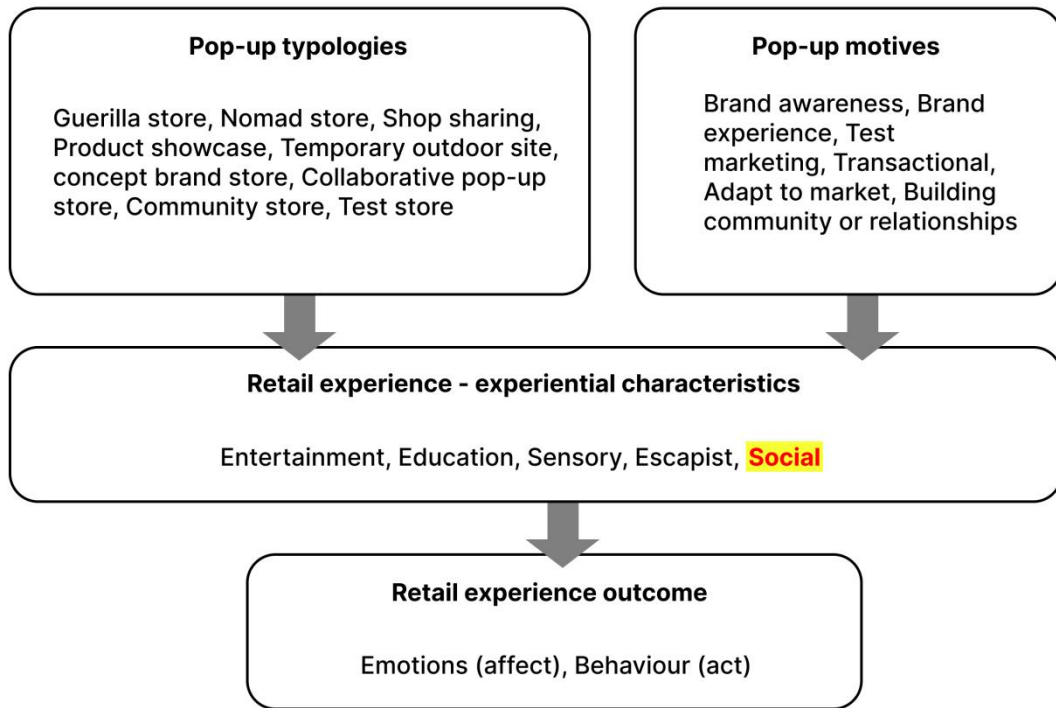 Pop-up typologies
Guerilla store, Nomad store, Shop sharing,
Product showcase, Temporary outdoor site,
concept brand store, Collaborative pop-up
store, Community store, Test store
Pop-up motives
Brand awareness, Brand
experience, Test
marketing, Transactional,
Adapt to market, Building
community or relationships
Retail experience - experiential characteristics
Entertainment, Education, Sensory, Escapist, Social
Retail experience outcome
Emotions (affect), Behaviour (act)